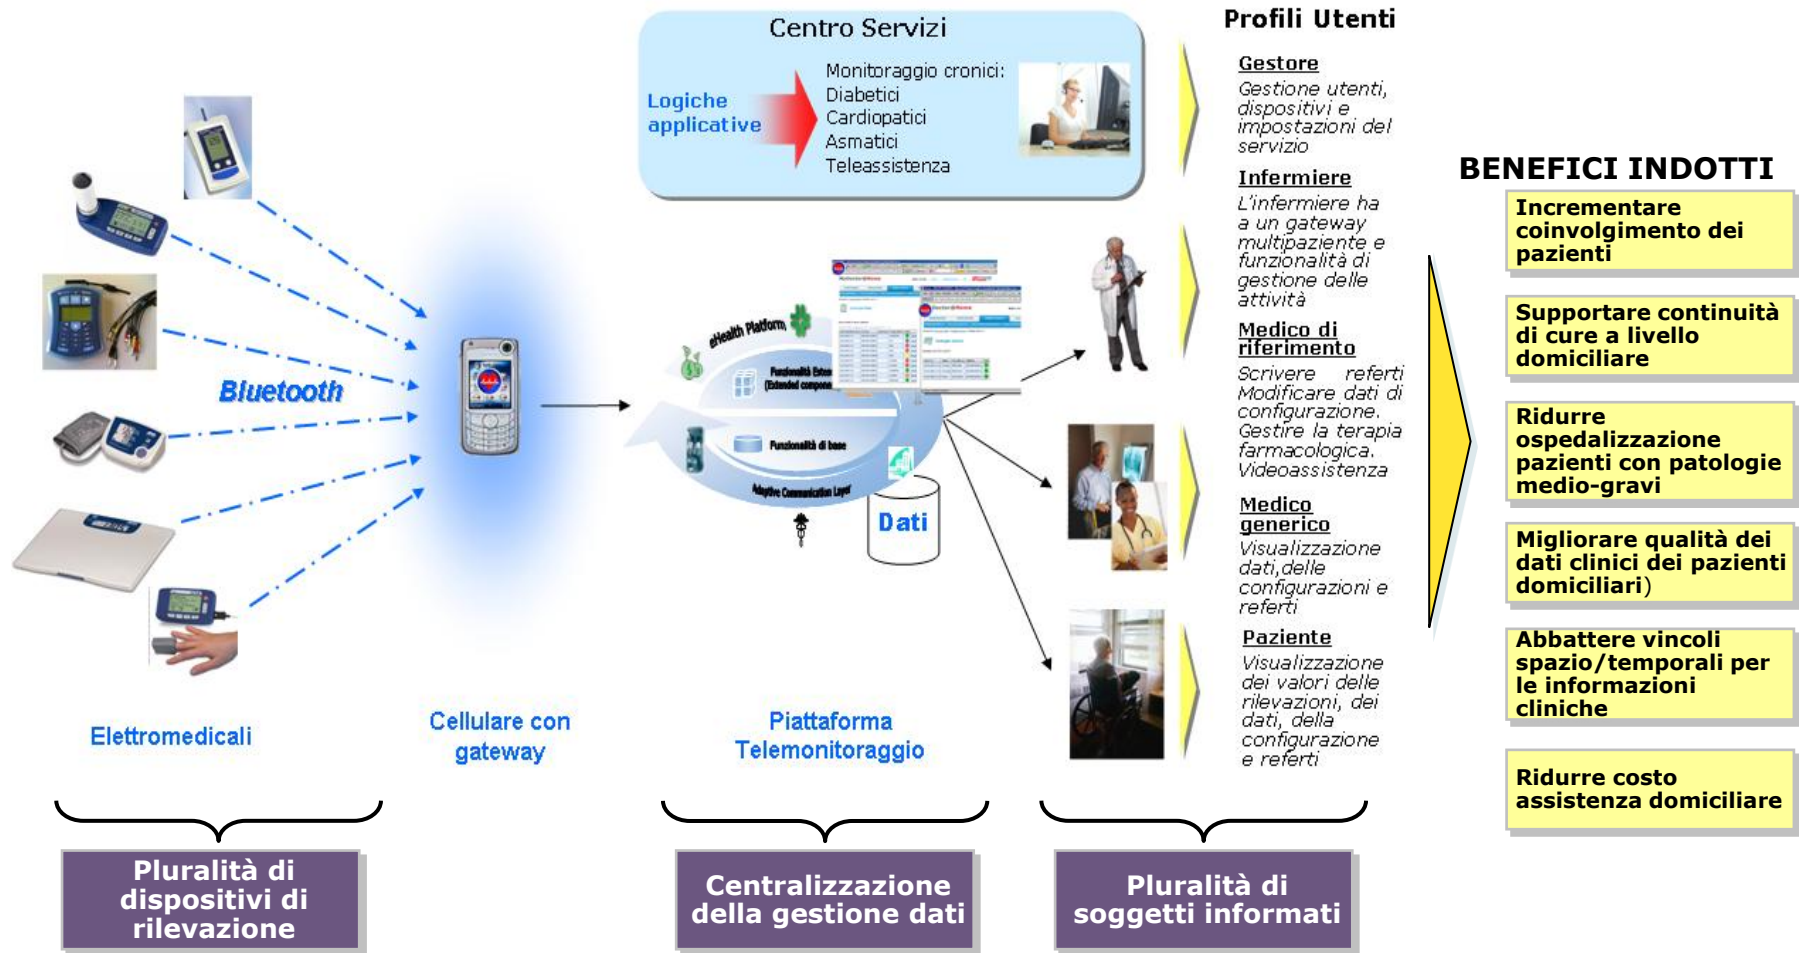 Centro Servizi
Logiche
applicative
Monitoraggio cronici:
Diabetici
Cardiopatici
Asmatici
Teleassistenza
Bluetooth
eHealth Platform
Funzionalità Esten
(Extended compone
Funzionalità di base
Adaptive Communication Layer
Dati
Elettromedicali
Cellulare con
gateway
Piattaforma
Telemonitoraggio
Profili Utenti
Gestore
Gestione utenti,
dispositivi e
impostazioni del
servizio
Infermiere
L'infermiere ha
a un gateway
multipaziente e
funzionalità di
gestione delle
attività
Medico di
riferimento
Scrivere referti
Modificare dati di
configurazione.
Gestire la terapia
farmacologica.
Videoassistenza
Medico
generico
Visualizzazione
dati,delle
configurazioni e
referti
Paziente
Visualizzazione
dei valori delle
rilevazioni, dei
dati, della
configurazione
e referti
BENEFICI INDOTTI
Incrementare
coinvolgimento dei
pazienti
Supportare continuità
di cure a livello
domiciliare
Ridurre
ospedalizzazione
pazienti con patologie
medio-gravi
Migliorare qualità dei
dati clinici dei pazienti
domiciliari)
Abbattere vincoli
spazio/temporali per
le informazioni
cliniche
Ridurre costo
assistenza domiciliare
Pluralità di
dispositivi di
rilevazione
Centralizzazione
della gestione dati
Pluralità di
soggetti informati